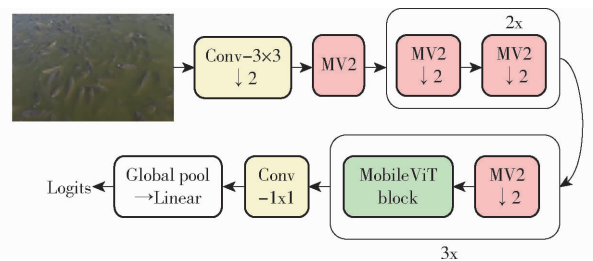 2x
Conv-3×3
↓2
MV2
MV2
↓2
MV2
↓2
MV2
↓2
MobileViT
block
Conv
-1x1
Global pool
→Linear
Logits
3x